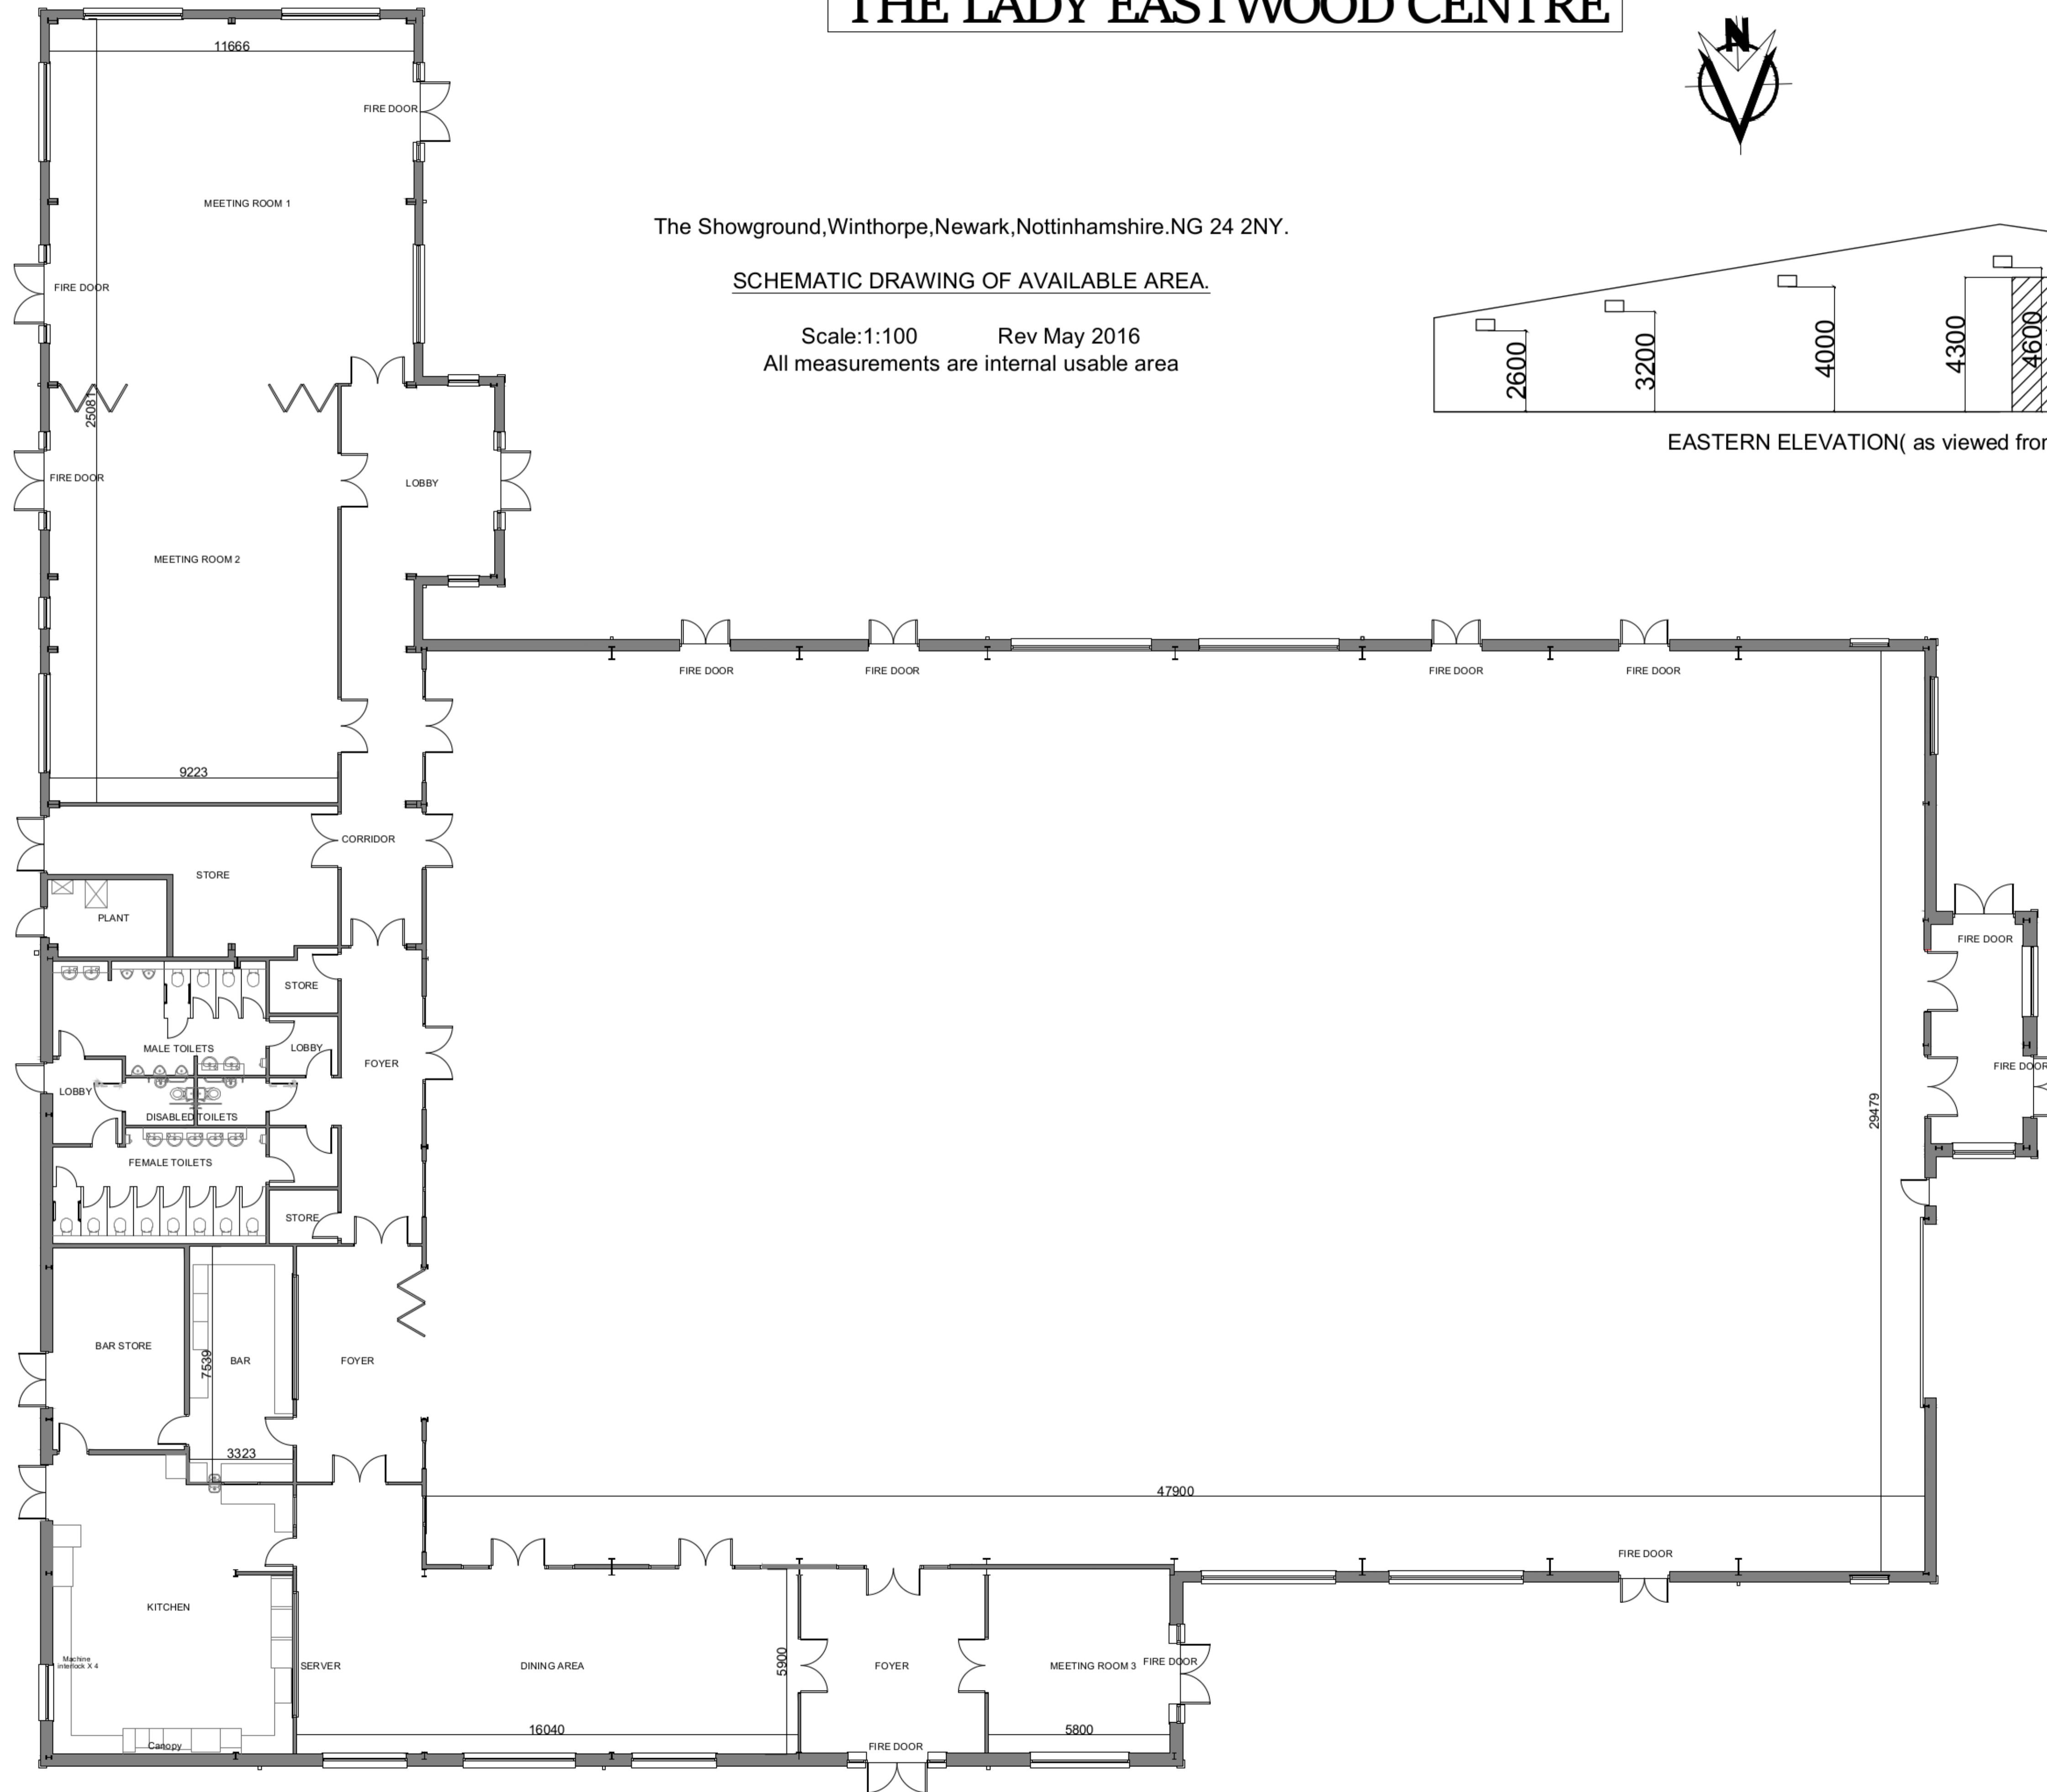 THE LADY EASTWOOD CENTRE
N
11666
FIRE DOOR
MEETING ROOM 1
The Showground,Winthorpe,Newark,Nottinhamshire.NG 24 2NY.
SCHEMATIC DRAWING OF AVAILABLE AREA.
Scale:1:100 Rev May 2016
All measurements are internal usable area
2600
3200
4000
4300
4600
EASTERN ELEVATION( as viewed fror
FIRE DOOR
25081
FIRE DOOR
LOBBY
MEETING ROOM 2
FIRE DOOR
FIRE DOOR
FIRE DOOR
FIRE DOOR
9223
CORRIDOR
STORE
PLANT
STORE
MALE TOILETS
LOBBY
FOYER
LOBBY
DISABLED TOILETS
FEMALE TOILETS
STORE
FIRE DOOR
FIRE DOOR
29479
BAR STORE
7539
BAR
FOYER
3323
47900
FIRE DOOR
KITCHEN
Machine
interlock X 4
SERVER
DINING AREA
5900
FOYER
MEETING ROOM 3
FIRE DOOR
16040
5800
Canopy
FIRE DOOR